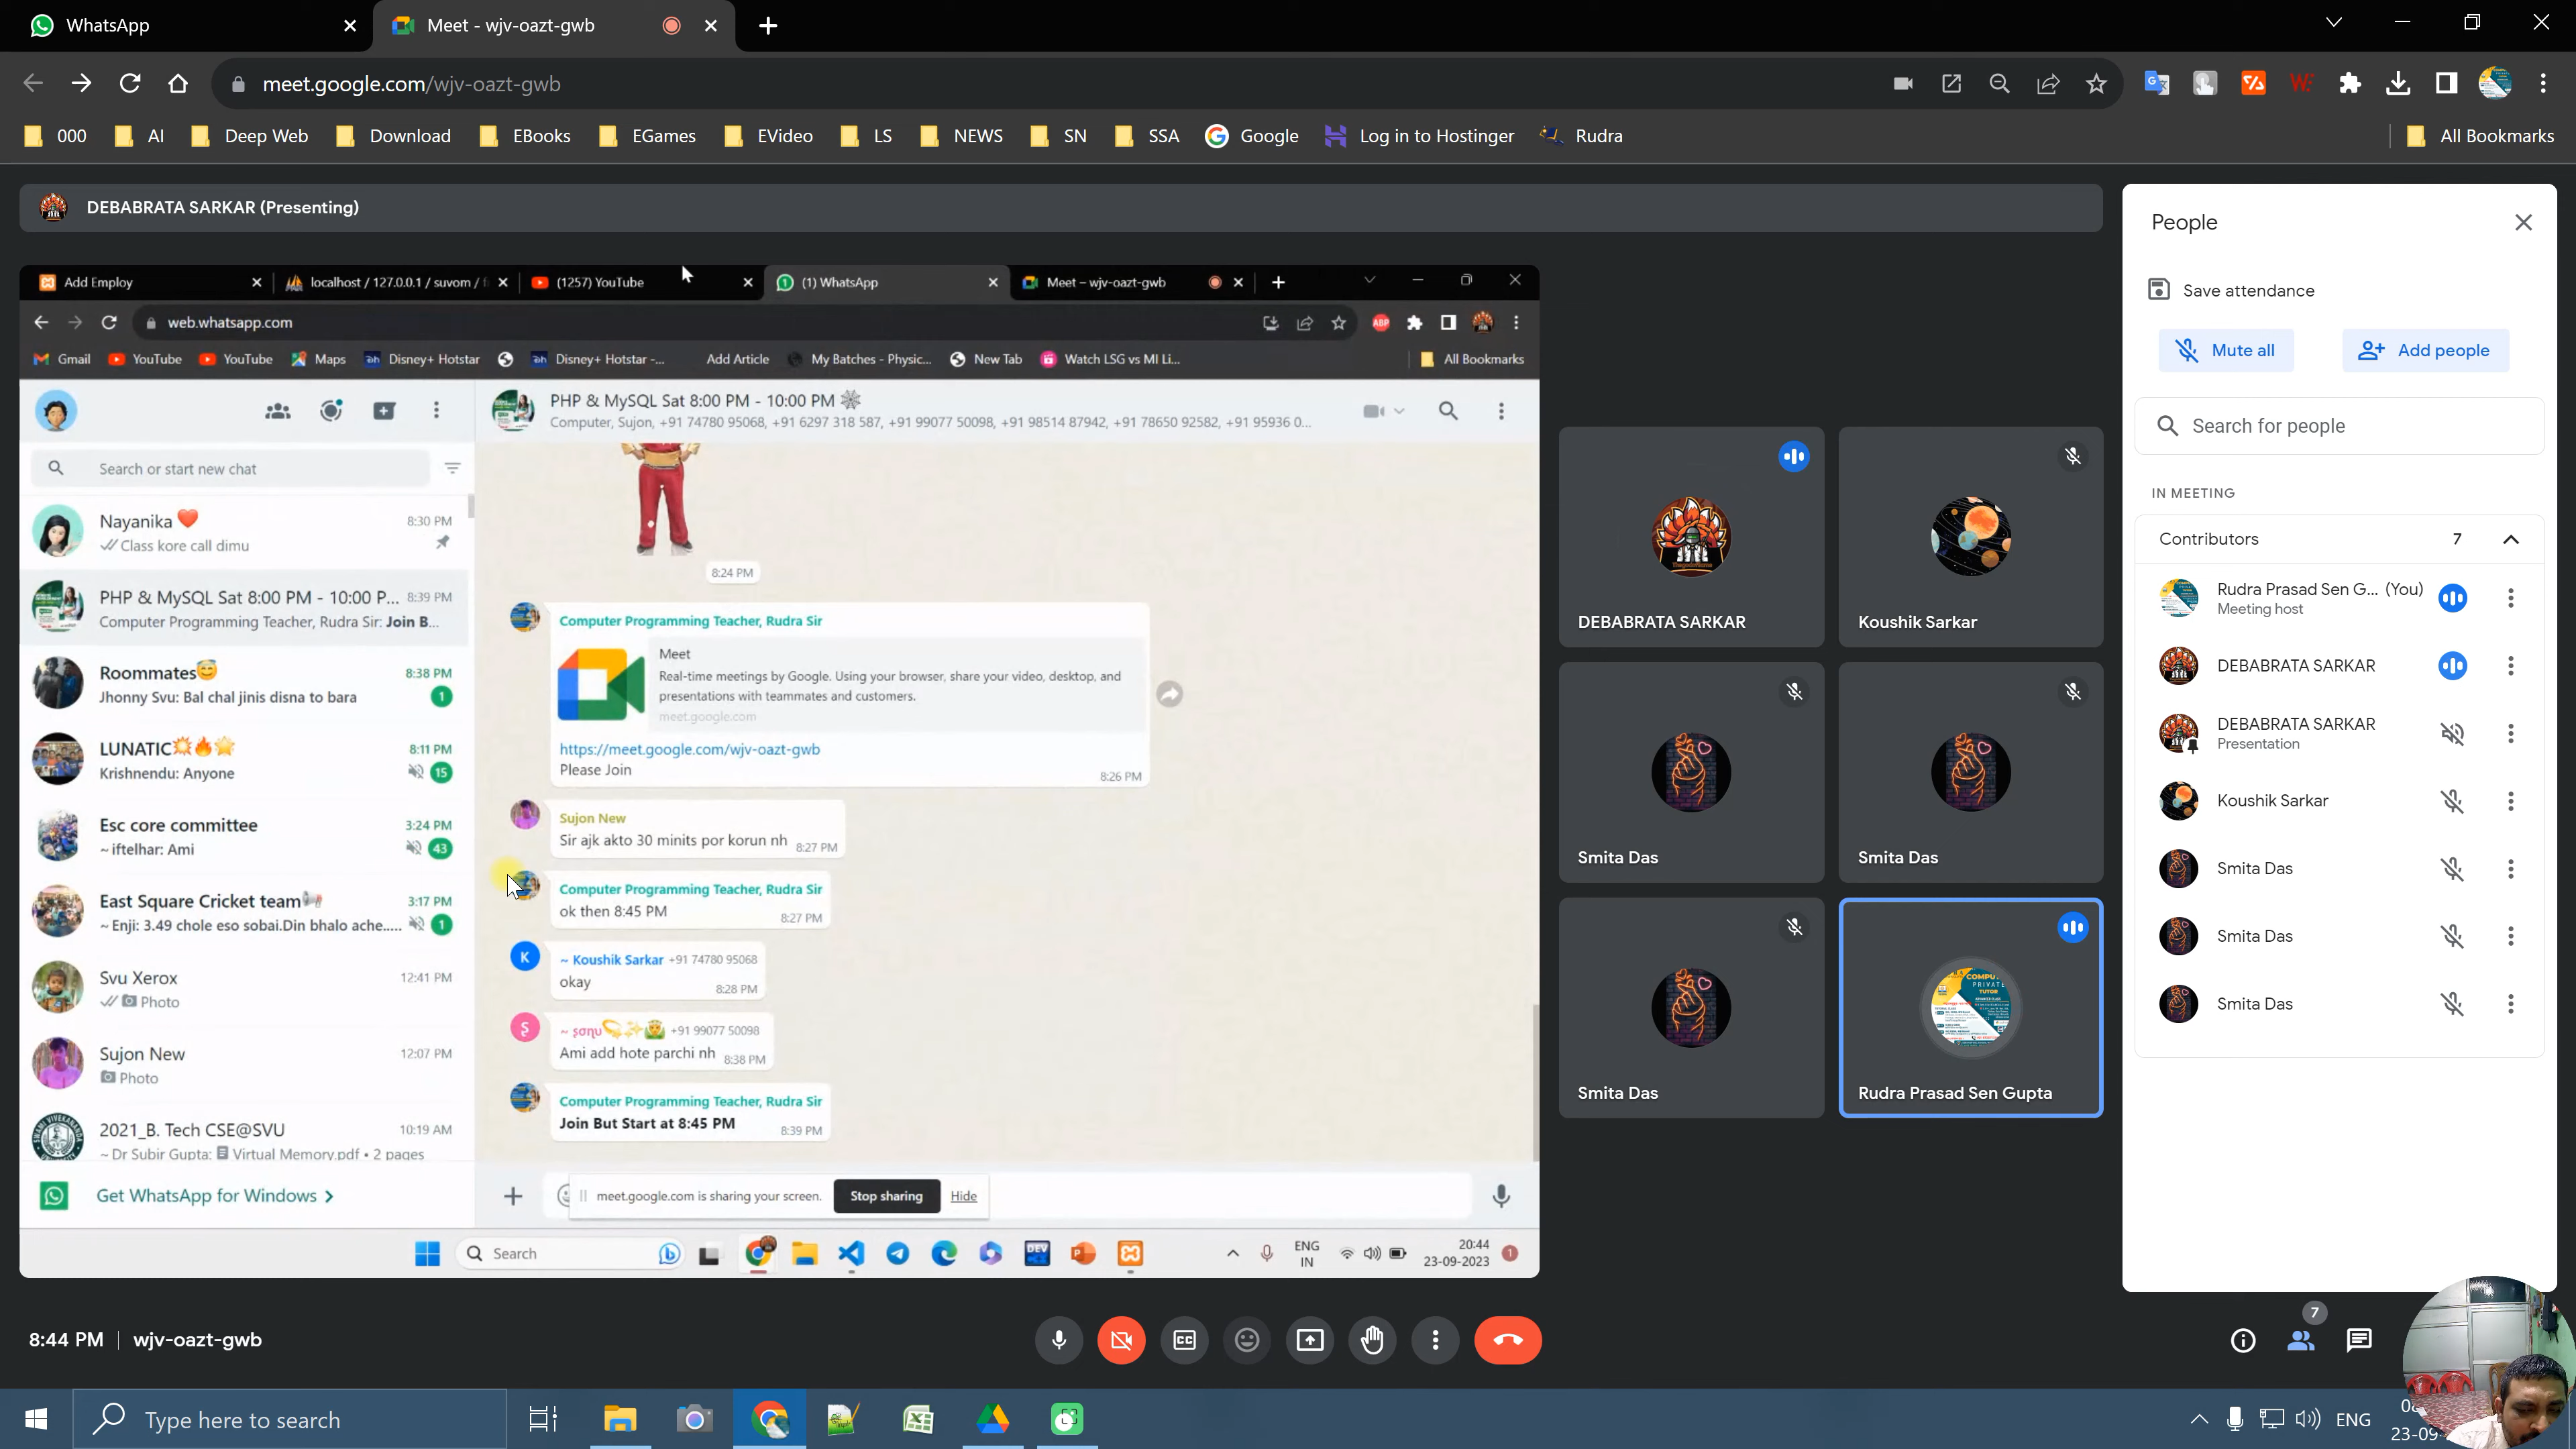 WhatsApp
Meet - wjv-oazt-gwb
meet.google.com/wjv-oazt-gwb
000 AI Deep Web Download EBooks EGames EVideo LS NEWS SN SSA Google Log in to Hostinger Rudra All Bookmarks
DEBABRATA SARKAR (Presenting)
Add Employ localhost / 127.0.0.1 / suvom / (1257) YouTube (1) WhatsApp Meet – wjv-oazt-gwb
web.whatsapp.com
ABP
Gmail YouTube YouTube Maps Disney+ Hotstar Disney+ Hotstar -... Add Article My Batches - Physic... New Tab Watch LSG vs MI Li... All Bookmarks
Search or start new chat
Nayanika 8:30 PM
Class kore call dimu
PHP & MySQL Sat 8:00 PM - 10:00 P... 8:39 PM
Computer Programming Teacher, Rudra Sir: Join B...
Roommates 8:38 PM
Jhonny Svu: Bal chal jinis disna to bara 1
LUNATIC 8:11 PM
Krishnendu: Anyone 15
Esc core committee 3:24 PM
~ iftelhar: Ami 43
East Square Cricket team 3:17 PM
~ Enji: 3.49 chole eso sobai.Din bhalo ache..... 1
Svu Xerox 12:41 PM
Photo
Sujon New 12:07 PM
Photo
2021_B. Tech CSE@SVU 10:19 AM
~ Dr Subir Gupta: Virtual Memory.pdf • 2 pages
Get WhatsApp for Windows
PHP & MySQL Sat 8:00 PM - 10:00 PM
Computer, Sujon, +91 74780 95068, +91 6297 318 587, +91 99077 50098, +91 98514 87942, +91 78650 92582, +91 95936 0...
8:24 PM
Computer Programming Teacher, Rudra Sir
Meet
Real-time meetings by Google. Using your browser, share your video, desktop, and
presentations with teammates and customers.
meet.google.com
https://meet.google.com/wjv-oazt-gwb
Please Join 8:26 PM
Sujon New
Sir ajk akto 30 minits por korun nh 8:27 PM
Computer Programming Teacher, Rudra Sir
ok then 8:45 PM 8:27 PM
K
~ Koushik Sarkar +91 74780 95068
okay 8:28 PM
+91 99077 50098
Ami add hote parchi nh 8:38 PM
Computer Programming Teacher, Rudra Sir
Join But Start at 8:45 PM 8:39 PM
meet.google.com is sharing your screen. Stop sharing Hide
Search DEV ENG IN 20:44 23-09-2023 1
DEBABRATA SARKAR
Koushik Sarkar
Smita Das
Smita Das
Smita Das
Rudra Prasad Sen Gupta
People
Save attendance
Mute all Add people
Search for people
IN MEETING
Contributors 7
Rudra Prasad Sen G... (You)
Meeting host
DEBABRATA SARKAR
DEBABRATA SARKAR
Presentation
Koushik Sarkar
Smita Das
Smita Das
Smita Das
8:44 PM wjv-oazt-gwb
7
Type here to search
ENG
23-09-